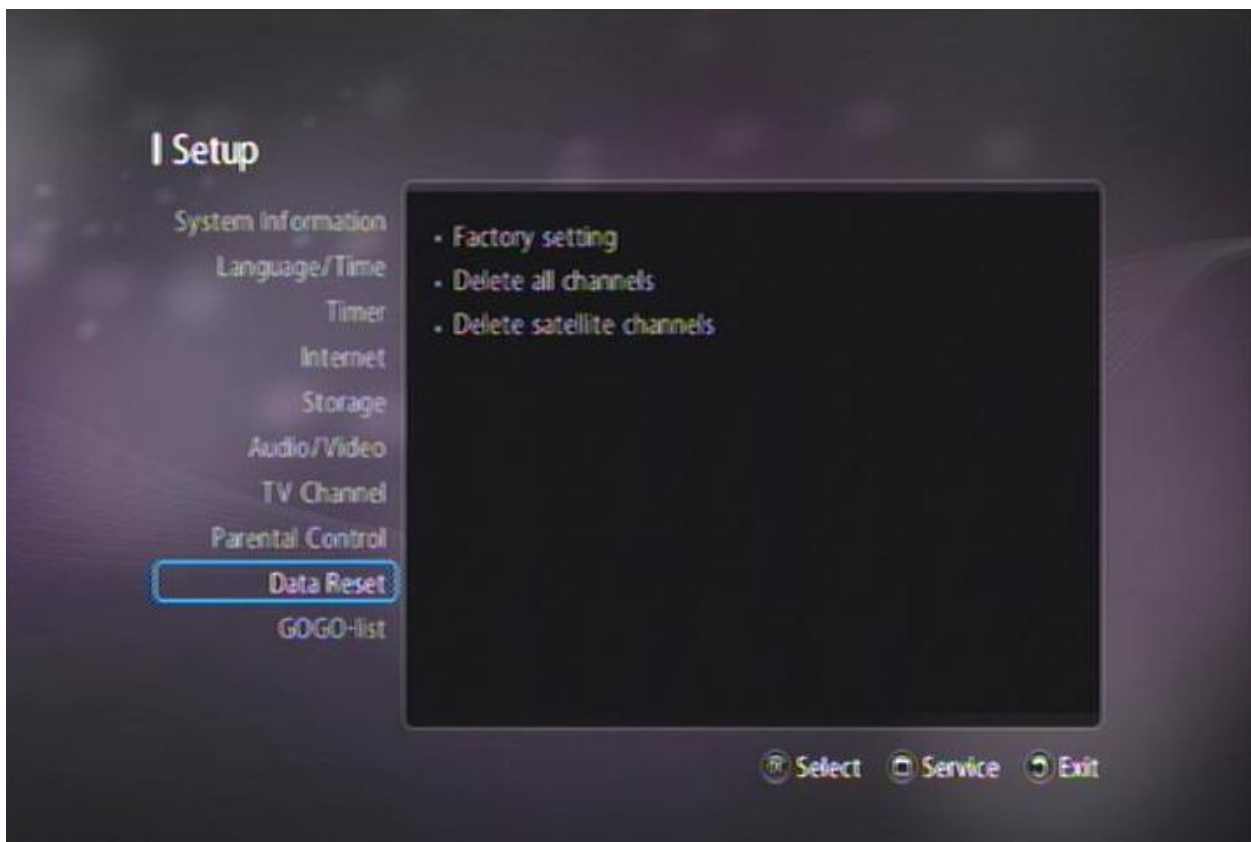 Setup
System Information
Language/Time
Timer
Internet
Storage
Audio/Video
TV Channel
Parental Control
Data Reset
GOGO-list
Factory setting
Delete all channels
Delete satellite channels
Select Service Exit